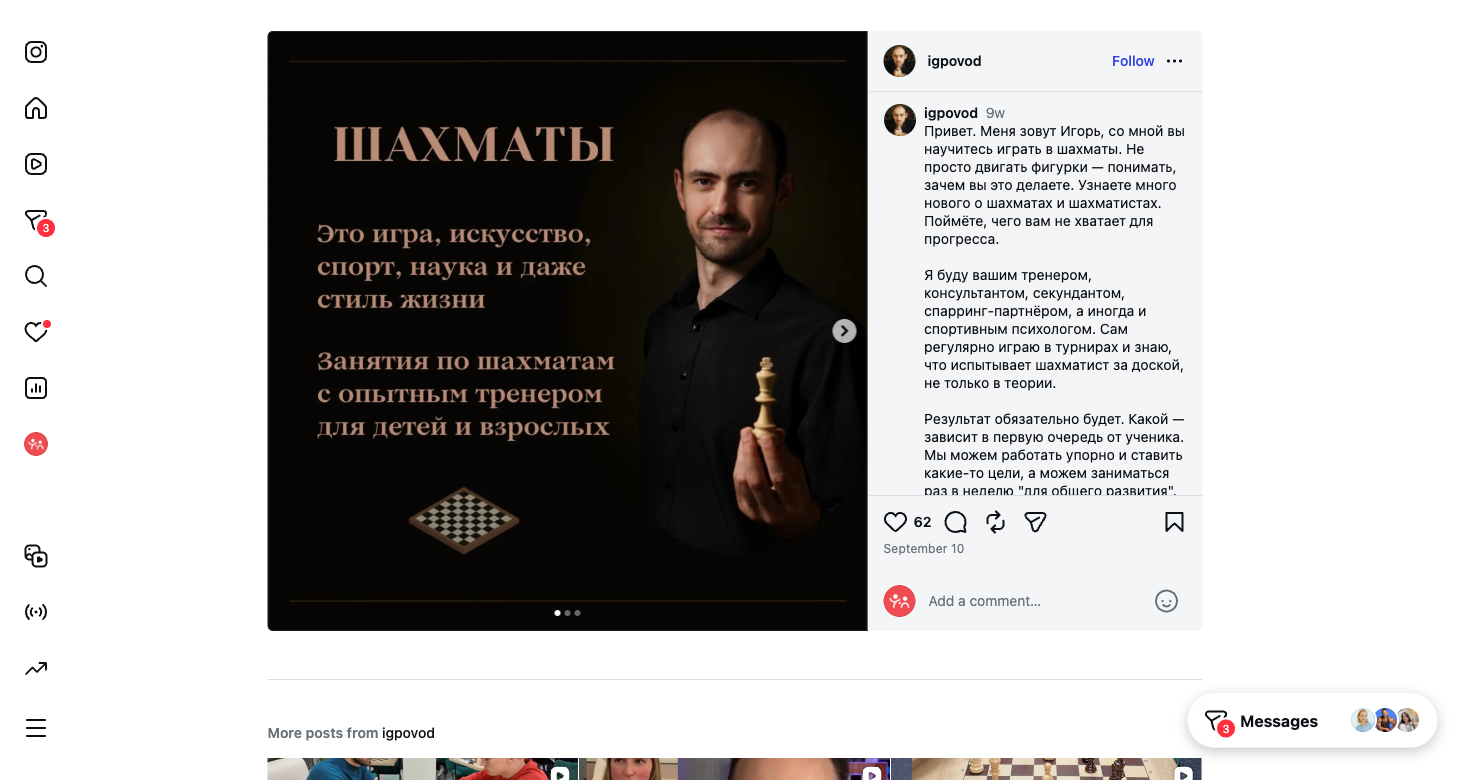 3
ШАХМАТЫ
Это игра, искусство,
спорт, наука и даже
стиль жизни
Занятия по шахматам
с опытным тренером
для детей и взрослых
igpovod
Follow
igpovod 9w
Привет. Меня зовут Игорь, со мной вы
научитесь играть в шахматы. Не
просто двигать фигурки — понимать,
зачем вы это делаете. Узнаете много
нового о шахматах и шахматистах.
Поймёте, чего вам не хватает для
прогресса.
Я буду вашим тренером,
консультантом, секундантом,
спарринг-партнёром, а иногда и
спортивным психологом. Сам
регулярно играю в турнирах и знаю,
что испытывает шахматист за доской,
не только в теории.
Результат обязательно будет. Какой —
зависит в первую очередь от ученика.
Мы можем работать упорно и ставить
какие-то цели, а можем заниматься
раз в неделю "для общего развития".
62
September 10
Add a comment...
More posts from igpovod
3
Messages